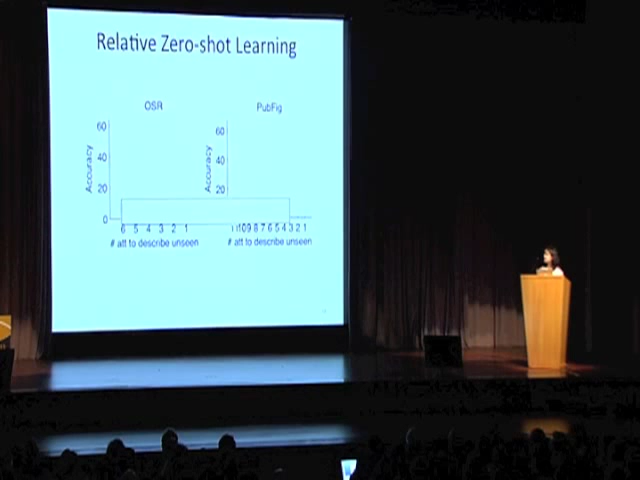 Relative Zero-shot Learning
OSR
PubFig
Accuracy
60
40
20
0
6 5 4 3 2 1
# att to describe unseen
Accuracy
60
40
20
11 10 9 8 7 6 5 4 3 2 1
# att to describe unseen